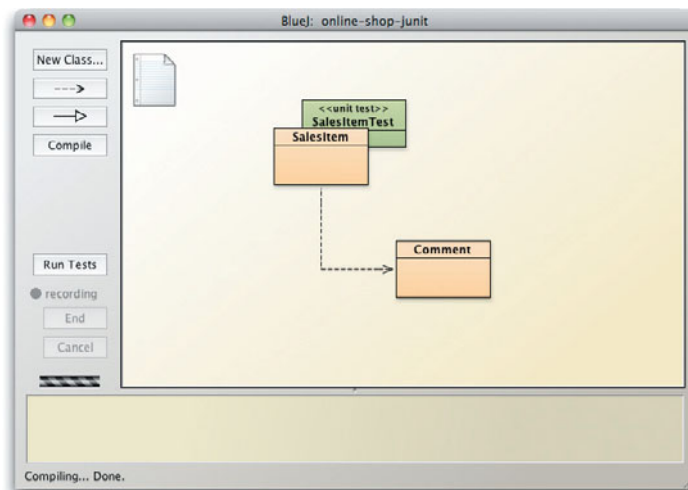 BlueJ: online-shop-junit
New Class...
Compile
Run Tests
recording
End
Cancel
<<unit test>>
SalesItemTest
SalesItem
Comment
Compiling... Done.